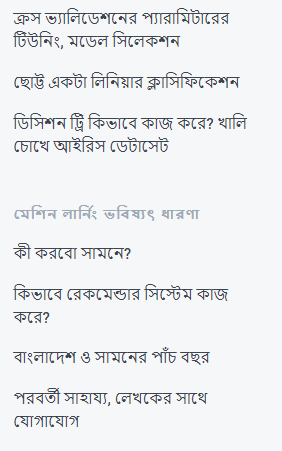 ক্রস ভ্যালিডেশনের প্যারামিটারের
টিউনিং, মডেল সিলেকশন
ছোট্ট একটা লিনিয়ার ক্লাসিফিকেশন
ডিসিশন ট্রি কিভাবে কাজ করে? খালি
চোখে আইরিস ডেটাসেট
মেশিন লার্নিং ভবিষ্যৎ ধারণা
কী করবো সামনে?
কিভাবে রেকমেন্ডার সিস্টেম কাজ
করে?
বাংলাদেশ ও সামনের পাঁচ বছর
পরবর্তী সাহায্য, লেখকের সাথে
যোগাযোগ